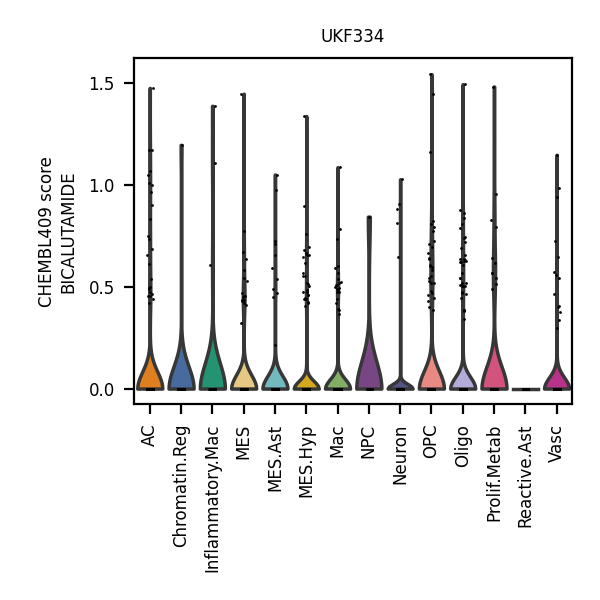 UKF334
CHEMBL409 score
BICALUTAMIDE
1.5
1.0
0.5
0.0
AC
Chromatin.Reg
Inflammatory.Mac
MES
MES.Ast
MES.Hyp
Mac
NPC
Neuron
OPC
Oligo
Prolif.Metab
Reactive.Ast
Vasc